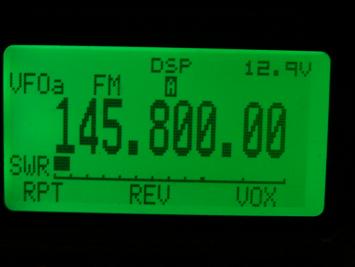 DSP 12.9V
VFOa FM A
145.800.00
SWR
RPT REV VOX